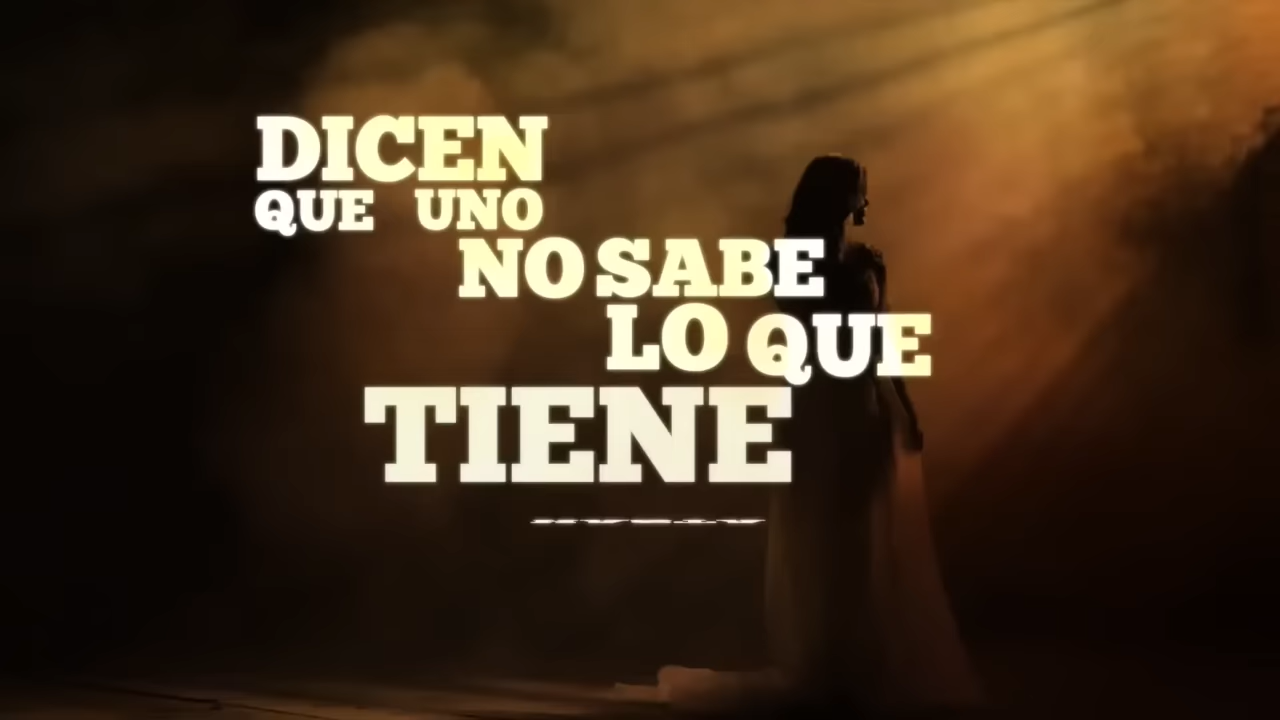 DICEN
QUE UNO
NO SABE
LO QUE
TIENE